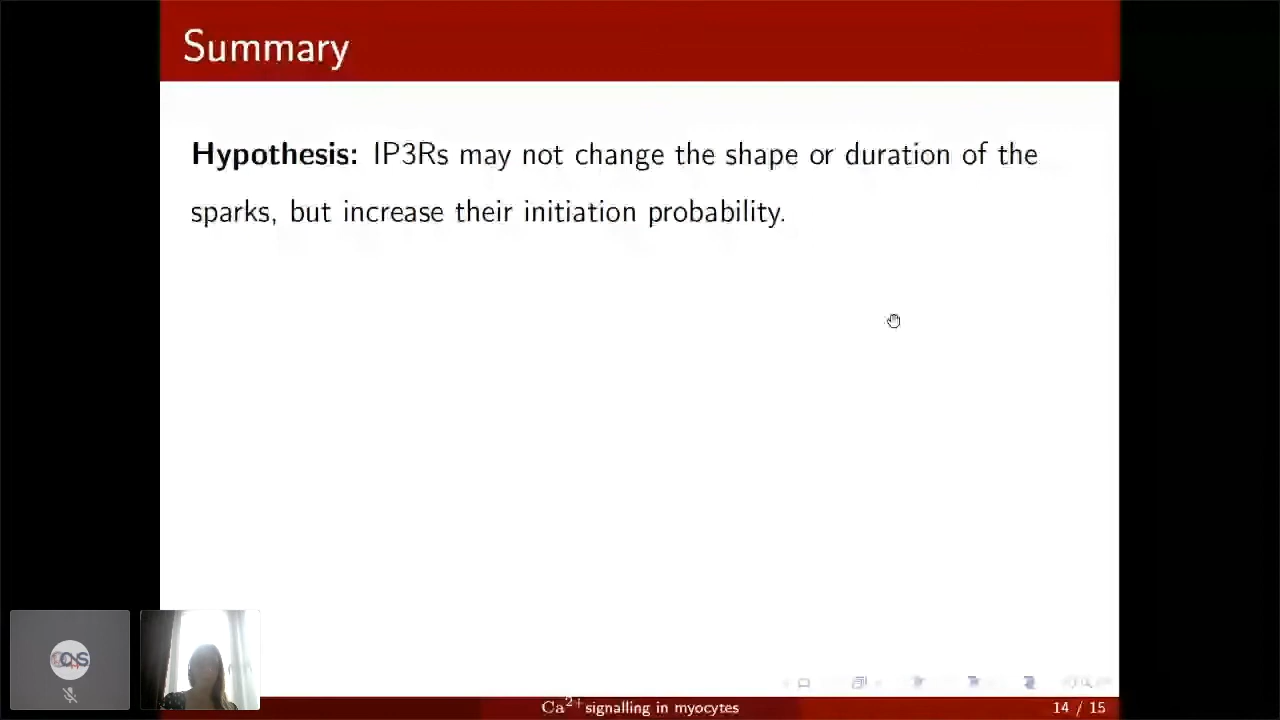 Summary
Hypothesis: IP3Rs may not change the shape or duration of the
sparks, but increase their initiation probability.
Ca²⁺signalling in myocytes
14 / 15